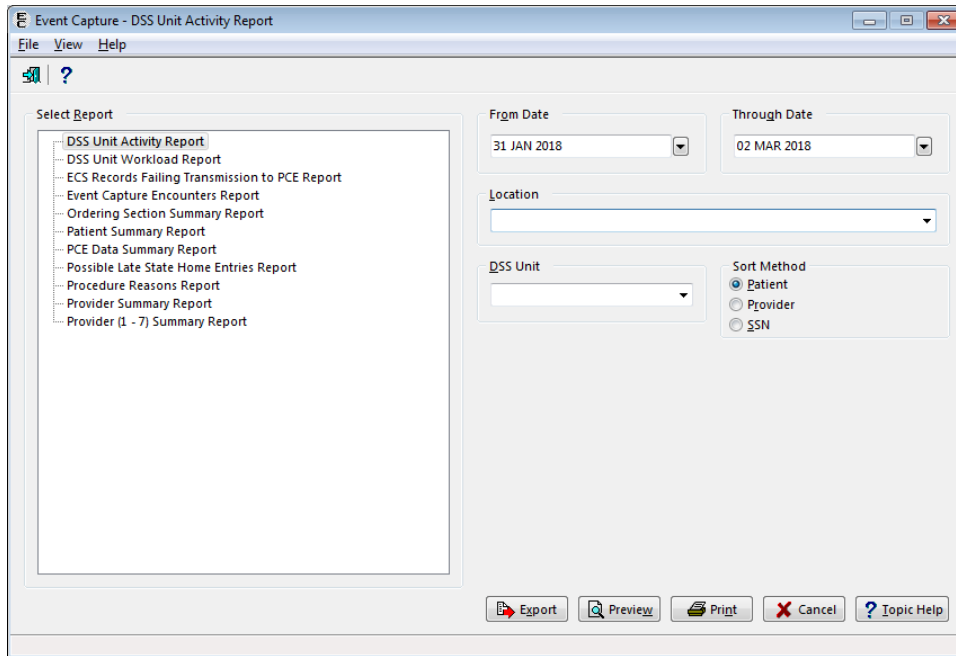 Event Capture - DSS Unit Activity Report
File View Help
Select Report
DSS Unit Activity Report
DSS Unit Workload Report
ECS Records Failing Transmission to PCE Report
Event Capture Encounters Report
Ordering Section Summary Report
Patient Summary Report
PCE Data Summary Report
Possible Late State Home Entries Report
Procedure Reasons Report
Provider Summary Report
Provider (1 - 7) Summary Report
From Date
31 JAN 2018
Through Date
02 MAR 2018
Location
DSS Unit
Sort Method
Patient
Provider
SSN
Export Preview Print Cancel ? Topic Help